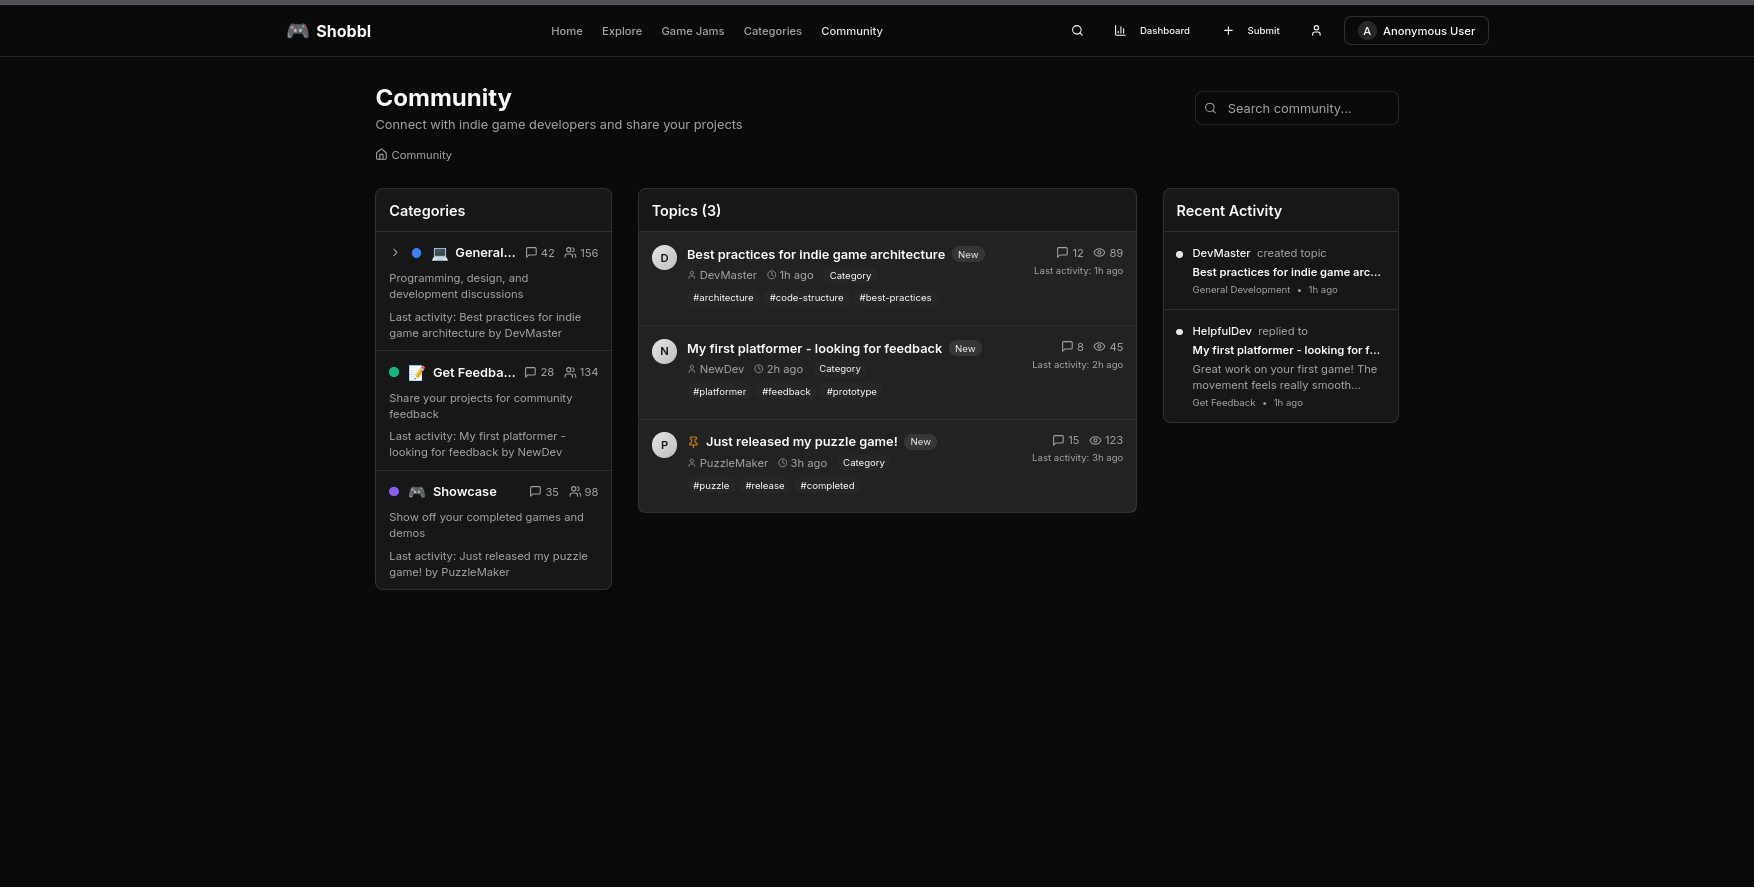 Shobbl
Home Explore Game Jams Categories Community
Dashboard Submit A Anonymous User
Community
Connect with indie game developers and share your projects
Search community...
Community
Categories
General... 42 156
Programming, design, and
development discussions
Last activity: Best practices for indie
game architecture by DevMaster
Get Feedba... 28 134
Share your projects for community
feedback
Last activity: My first platformer -
looking for feedback by NewDev
Showcase 35 98
Show off your completed games and
demos
Last activity: Just released my puzzle
game! by PuzzleMaker
Topics (3)
D Best practices for indie game architecture New 12 89
DevMaster 1h ago Category Last activity: 1h ago
#architecture #code-structure #best-practices
N My first platformer - looking for feedback New 8 45
NewDev 2h ago Category Last activity: 2h ago
#platformer #feedback #prototype
P Just released my puzzle game! New 15 123
PuzzleMaker 3h ago Category Last activity: 3h ago
#puzzle #release #completed
Recent Activity
DevMaster created topic
Best practices for indie game arc...
General Development • 1h ago
HelpfulDev replied to
My first platformer - looking for f...
Great work on your first game! The
movement feels really smooth...
Get Feedback • 1h ago